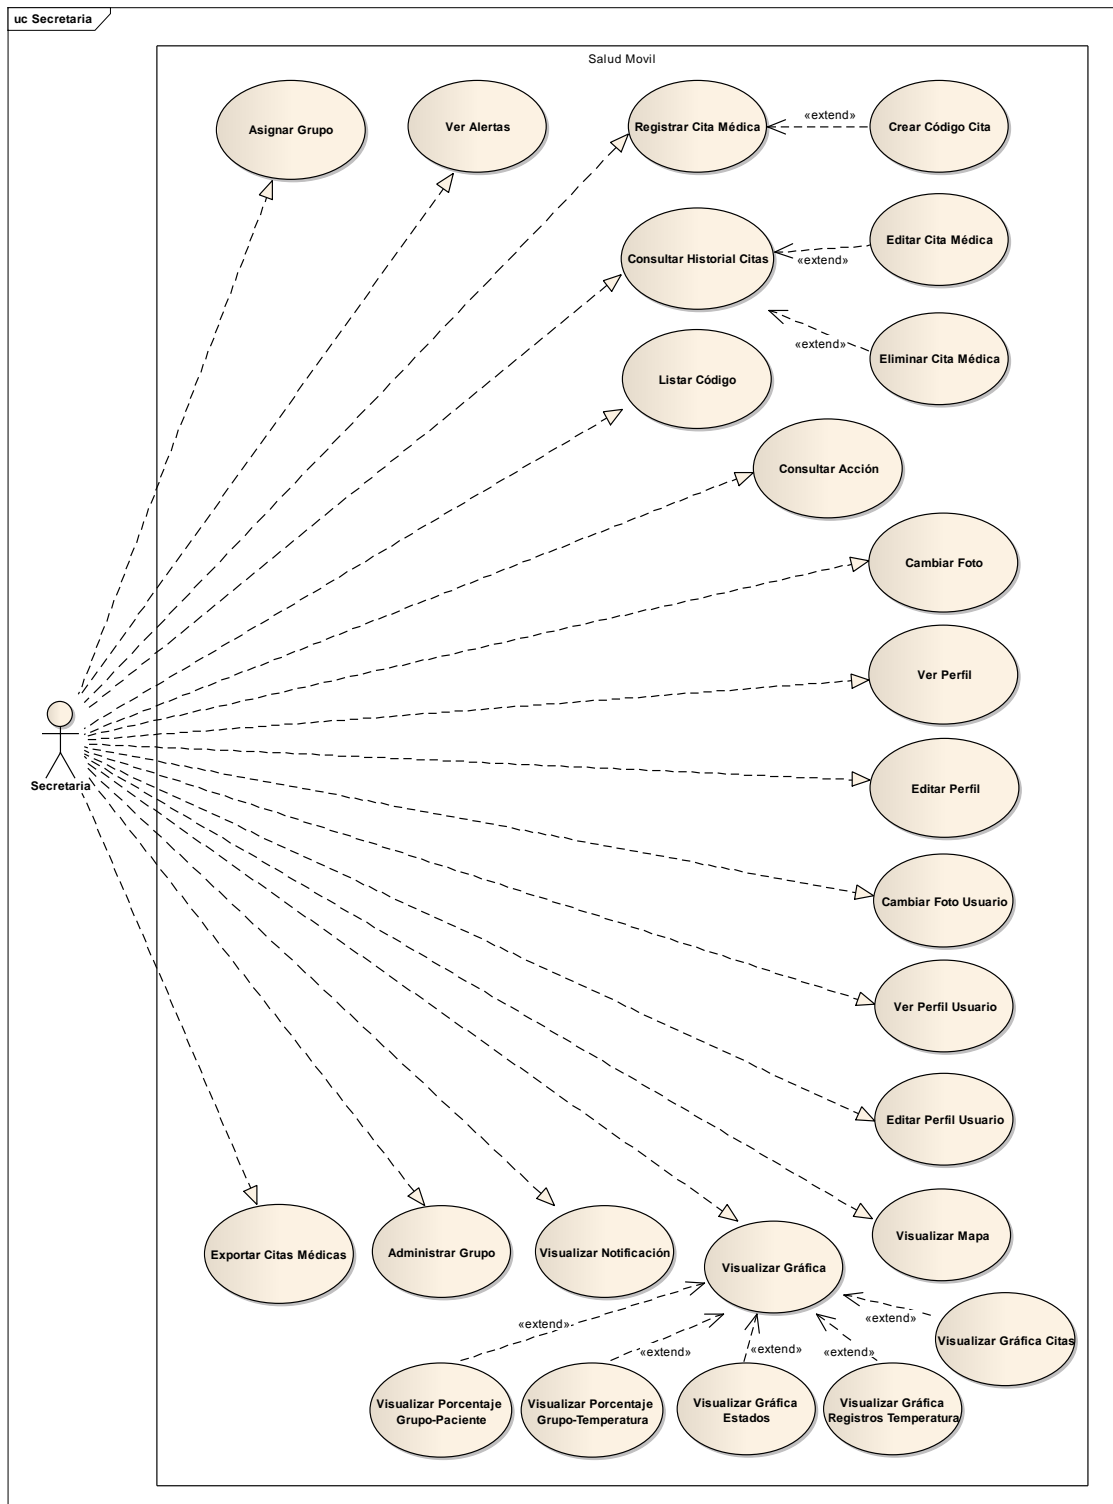 uc Secretaria
Salud Movil
Asignar Grupo
Ver Alertas
Registrar Cita Médica
«extend»
Crear Código Cita
Consultar Historial Citas
«extend»
Editar Cita Médica
«extend»
Eliminar Cita Médica
Listar Código
Consultar Acción
Cambiar Foto
Ver Perfil
Secretaria
Editar Perfil
Cambiar Foto Usuario
Ver Perfil Usuario
Editar Perfil Usuario
Visualizar Mapa
Exportar Citas Médicas
Administrar Grupo
Visualizar Notificación
Visualizar Gráfica
«extend»
«extend»
«extend»
«extend»
«extend»
Visualizar Gráfica Citas
Visualizar Porcentaje
Grupo-Paciente
Visualizar Porcentaje
Grupo-Temperatura
Visualizar Gráfica
Estados
Visualizar Gráfica
Registros Temperatura